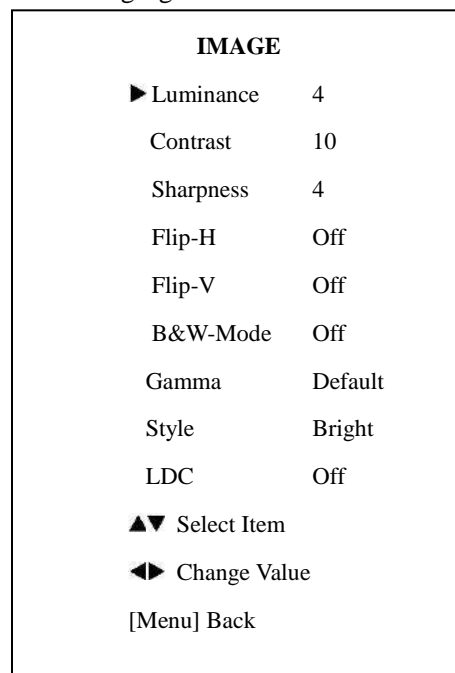 IMAGE
▶ Luminance 4
Contrast 10
Sharpness 4
Flip-H Off
Flip-V Off
B&W-Mode Off
Gamma Default
Style Bright
LDC Off
▲▼ Select Item
◀▶ Change Value
[Menu] Back